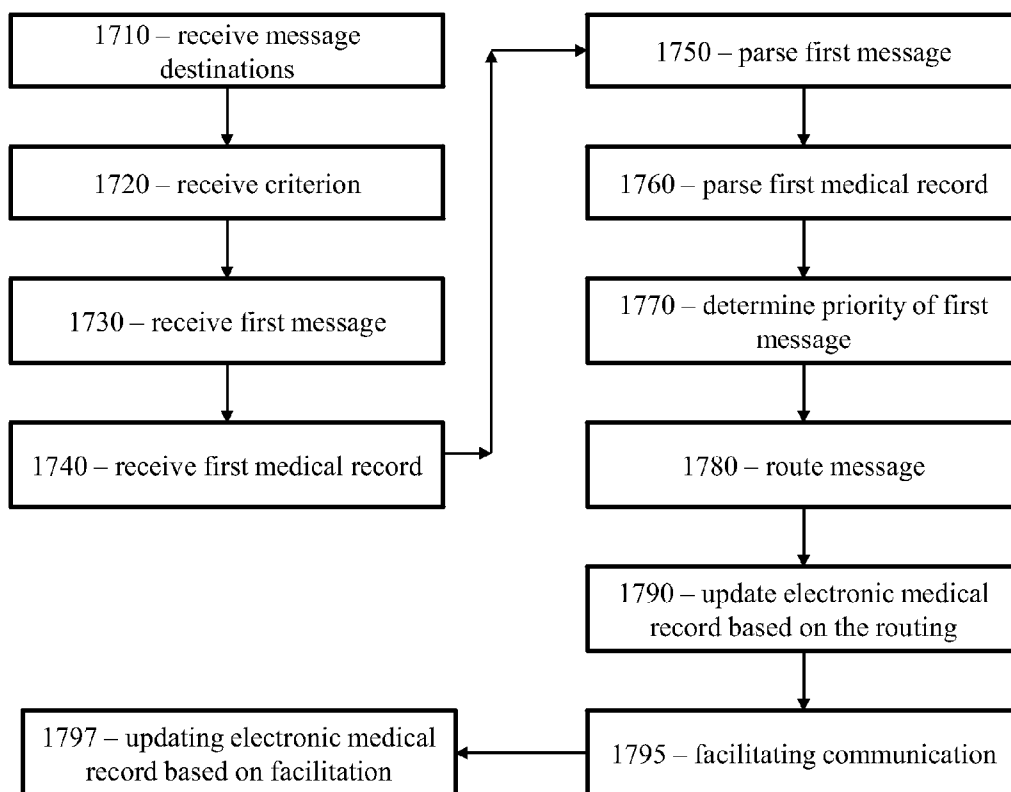 1710 – receive message
destinations
1720 – receive criterion
1730 – receive first message
1740 – receive first medical record
1750 – parse first message
1760 – parse first medical record
1770 – determine priority of first
message
1780 – route message
1790 – update electronic medical
record based on the routing
1795 – facilitating communication
1797 – updating electronic medical
record based on facilitation